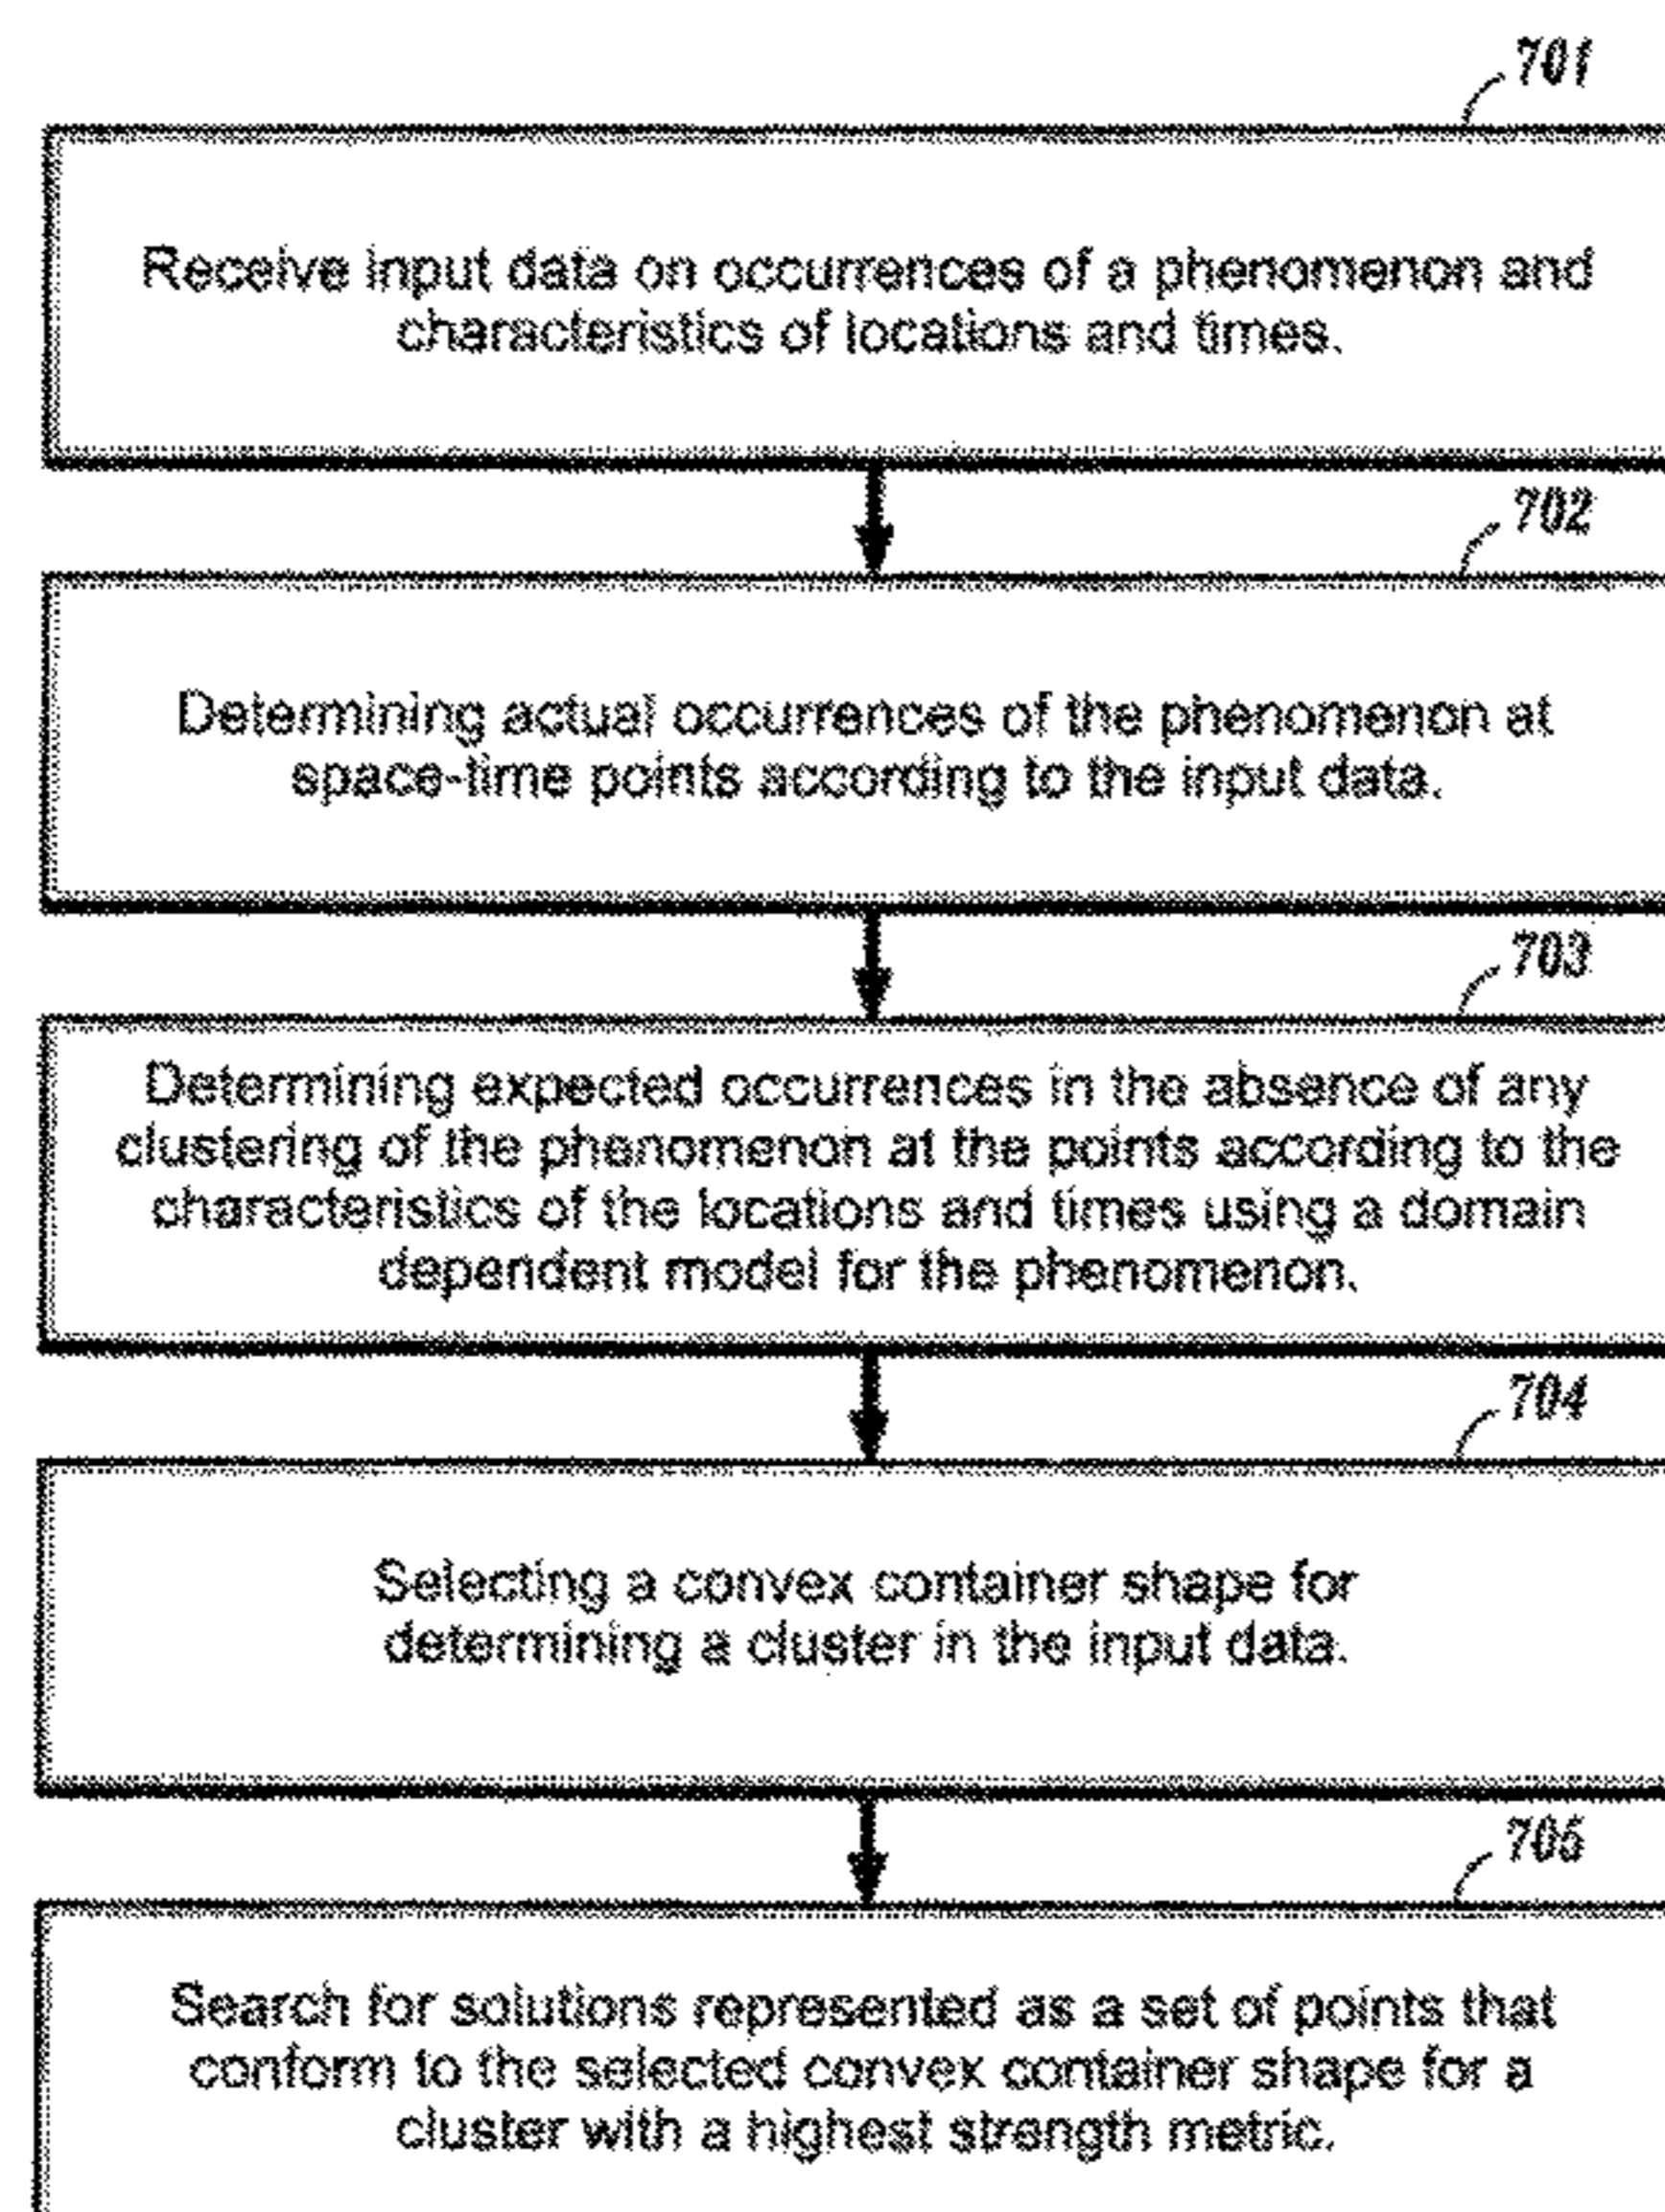 701
Receive input data on occurrences of a phenomenon and
characteristics of locations and times.
702
Determining actual occurrences of the phenomenon at
space-time points according to the input data.
703
Determining expected occurrences in the absence of any
clustering of the phenomenon at the points according to the
characteristics of the locations and times using a domain
dependent model for the phenomenon.
704
Selecting a convex container shape for
determining a cluster in the input data.
705
Search for solutions represented as a set of points that
conform to the selected convex container shape for a
cluster with a highest strength metric.